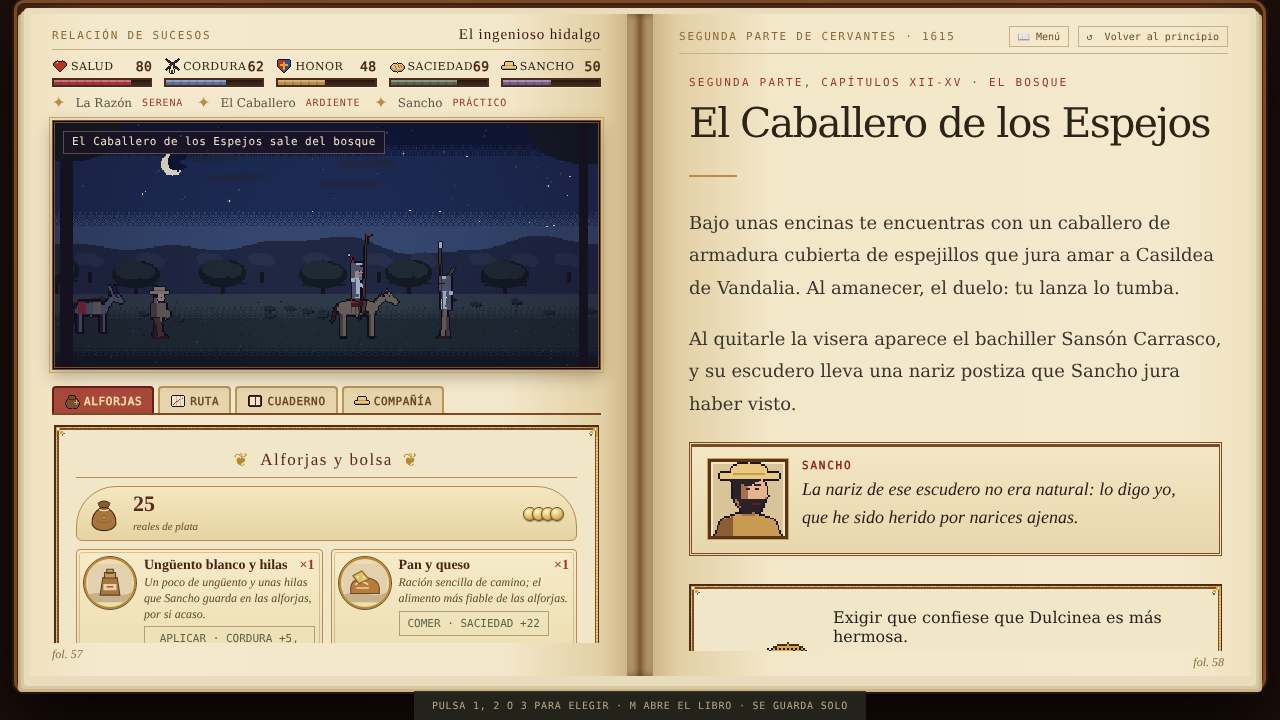 RELACIÓN DE SUCESOS
El ingenioso hidalgo
SALUD 80
CORDURA 62
HONOR 48
SACIEDAD 69
SANCHO 50
La Razón SERENA
El Caballero ARDIENTE
Sancho PRÁCTICO
El Caballero de los Espejos sale del bosque
ALFORJAS
RUTA
CUADERNO
COMPAÑÍA
Alforjas y bolsa
25
reales de plata
Ungüento blanco y hilas ×1
Un poco de ungüento y unas hilas
que Sancho guarda en las alforjas,
por si acaso.
APLICAR · CORDURA +5,
Pan y queso ×1
Ración sencilla de camino; el
alimento más fiable de las alforjas.
COMER · SACIEDAD +22
fol. 57
SEGUNDA PARTE DE CERVANTES · 1615
Menú
↺ Volver al principio
SEGUNDA PARTE, CAPÍTULOS XII-XV · EL BOSQUE
El Caballero de los Espejos
Bajo unas encinas te encuentras con un caballero de
armadura cubierta de espejillos que jura amar a Casildea
de Vandalia. Al amanecer, el duelo: tu lanza lo tumba.
Al quitarle la visera aparece el bachiller Sansón Carrasco,
y su escudero lleva una nariz postiza que Sancho jura
haber visto.
SANCHO
La nariz de ese escudero no era natural: lo digo yo,
que he sido herido por narices ajenas.
Exigir que confiese que Dulcinea es más
hermosa.
fol. 58
PULSA 1, 2 O 3 PARA ELEGIR · M ABRE EL LIBRO · SE GUARDA SOLO